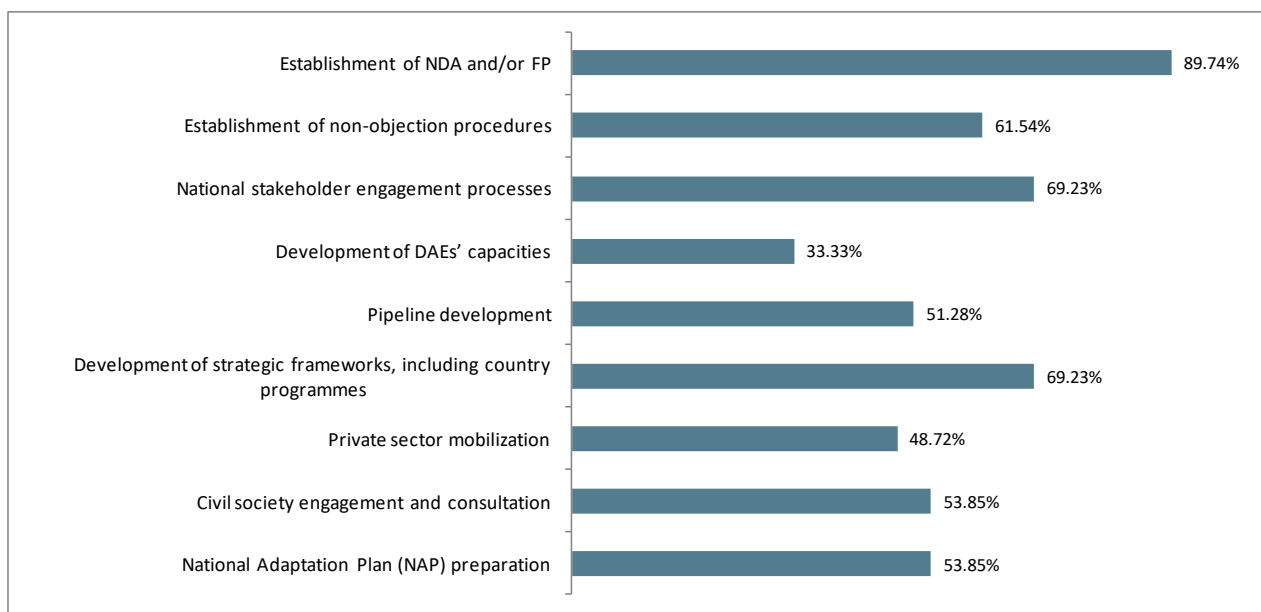 Establishment of NDA and/or FP
89.74%
Establishment of non-objection procedures
61.54%
National stakeholder engagement processes
69.23%
Development of DAEs’ capacities
33.33%
Pipeline development
51.28%
Development of strategic frameworks, including country
programmes
69.23%
Private sector mobilization
48.72%
Civil society engagement and consultation
53.85%
National Adaptation Plan (NAP) preparation
53.85%